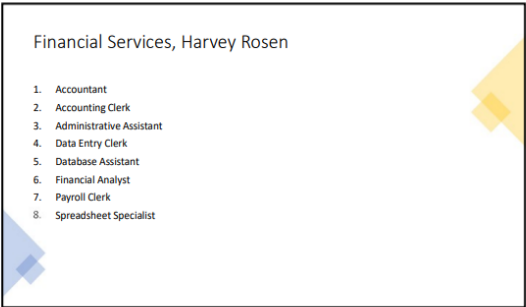 Financial Services, Harvey Rosen
1. Accountant
2. Accounting Clerk
3. Administrative Assistant
4. Data Entry Clerk
5. Database Assistant
6. Financial Analyst
7. Payroll Clerk
8. Spreadsheet Specialist